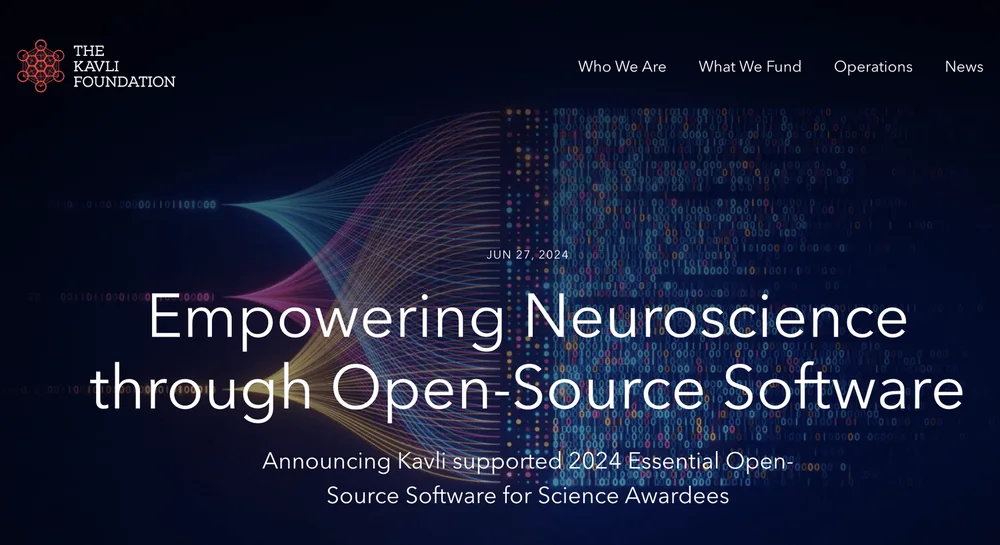 THE
KAVLI
FOUNDATION
Who We Are What We Fund Operations News
JUN 27, 2024
Empowering Neuroscience
through Open-Source Software
Announcing Kavli supported 2024 Essential Open-
Source Software for Science Awardees